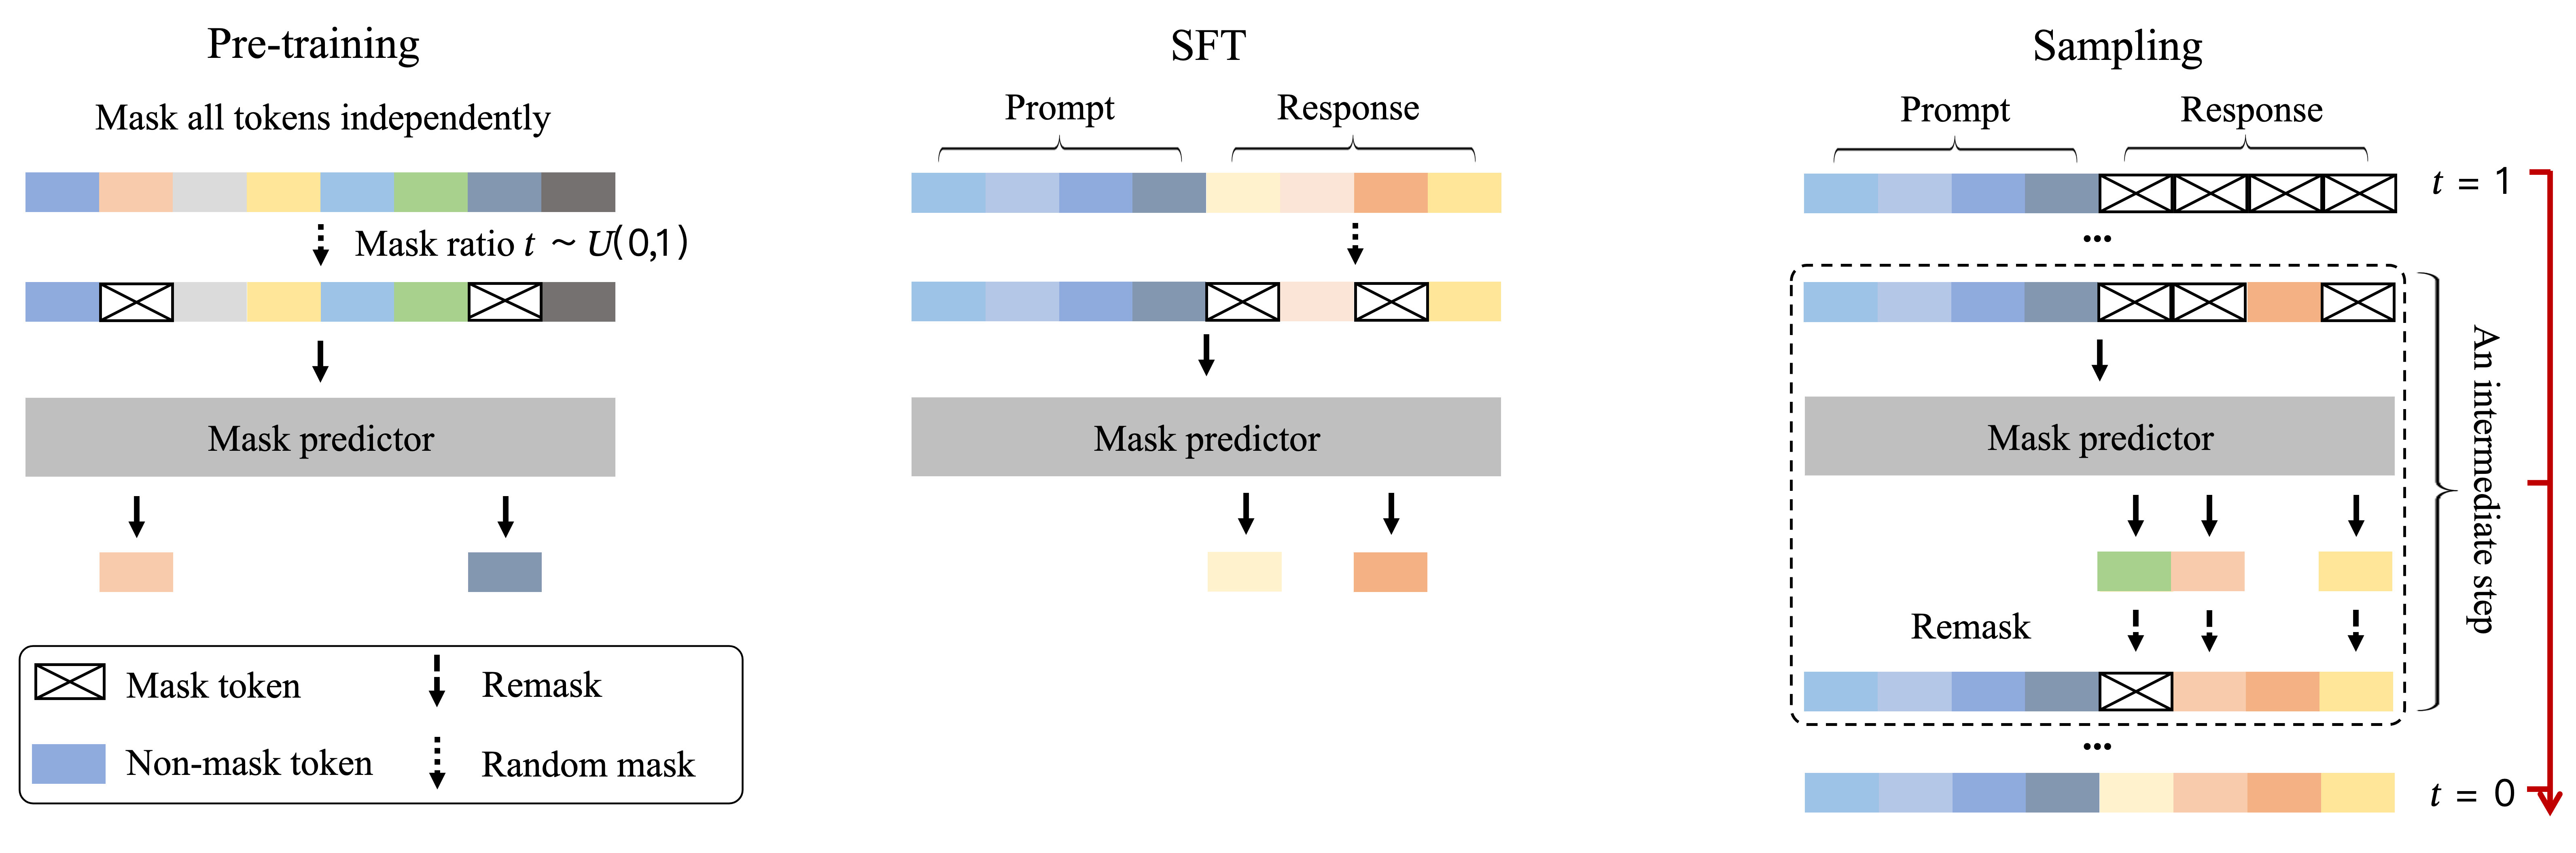 Pre-training
Mask all tokens independently
Mask ratio t ~ U(0,1)
Mask predictor
Mask token
Remask
Non-mask token
Random mask
SFT
Prompt
Response
Mask predictor
Sampling
Prompt
Response
t = 1
...
Mask predictor
Remask
An intermediate step
...
t = 0